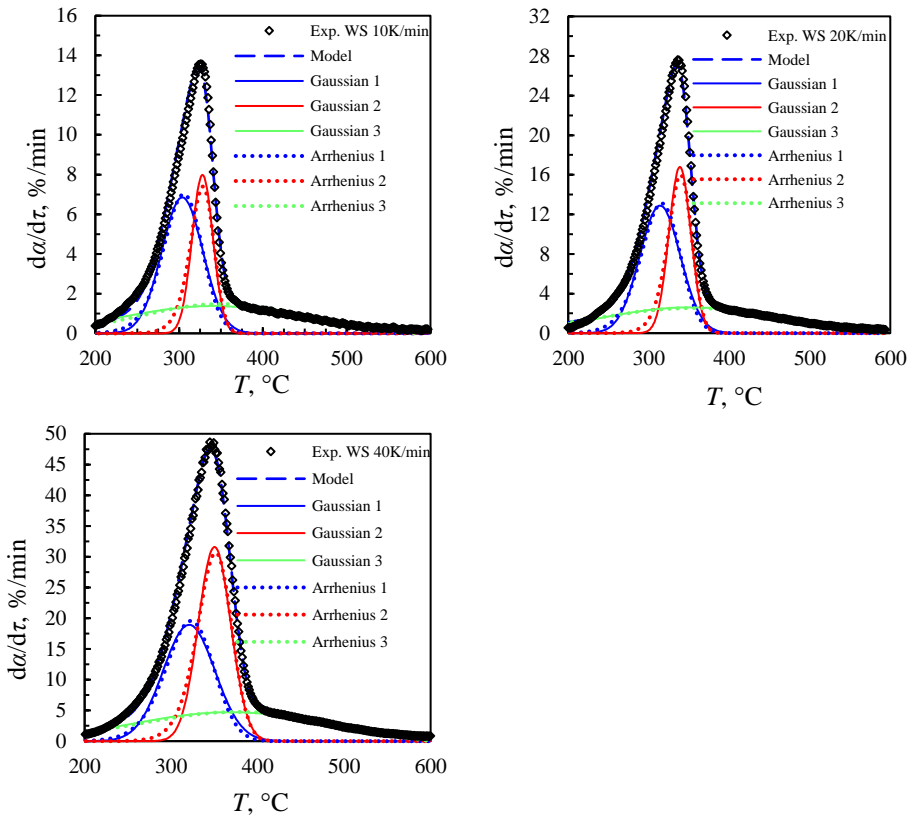 16
14
12
10
8
6
4
2
0
200 300 400 500 600
dα/dτ, %/min
T, °C
Exp. WS 10K/min
Model
Gaussian 1
Gaussian 2
Gaussian 3
Arrhenius 1
Arrhenius 2
Arrhenius 3
32
28
24
20
16
12
8
4
0
200 300 400 500 600
dα/dτ, %/min
T, °C
Exp. WS 20K/min
Model
Gaussian 1
Gaussian 2
Gaussian 3
Arrhenius 1
Arrhenius 2
Arrhenius 3
50
45
40
35
30
25
20
15
10
5
0
200 300 400 500 600
dα/dτ, %/min
T, °C
Exp. WS 40K/min
Model
Gaussian 1
Gaussian 2
Gaussian 3
Arrhenius 1
Arrhenius 2
Arrhenius 3